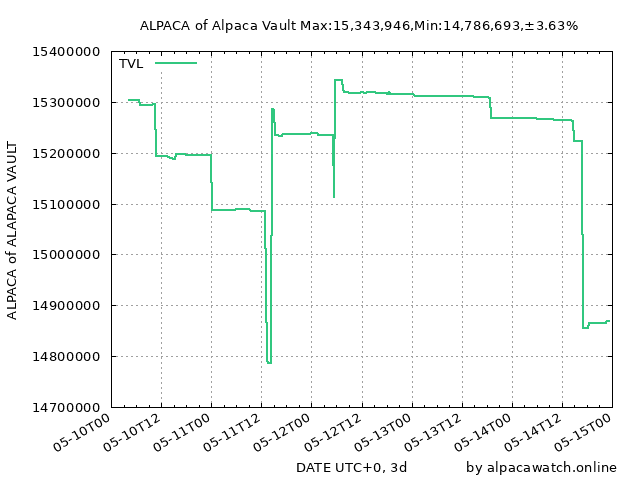 ALPACA of Alpaca Vault Max:15,343,946,Min:14,786,693,±3.63%
TVL
ALPACA of ALAPACA VAULT
15400000
15300000
15200000
15100000
15000000
14900000
14800000
14700000
05-10T00
05-10T12
05-11T00
05-11T12
05-12T00
05-12T12
05-13T00
05-13T12
05-14T00
05-14T12
05-15T00
DATE UTC+0, 3d
by alpacawatch.online